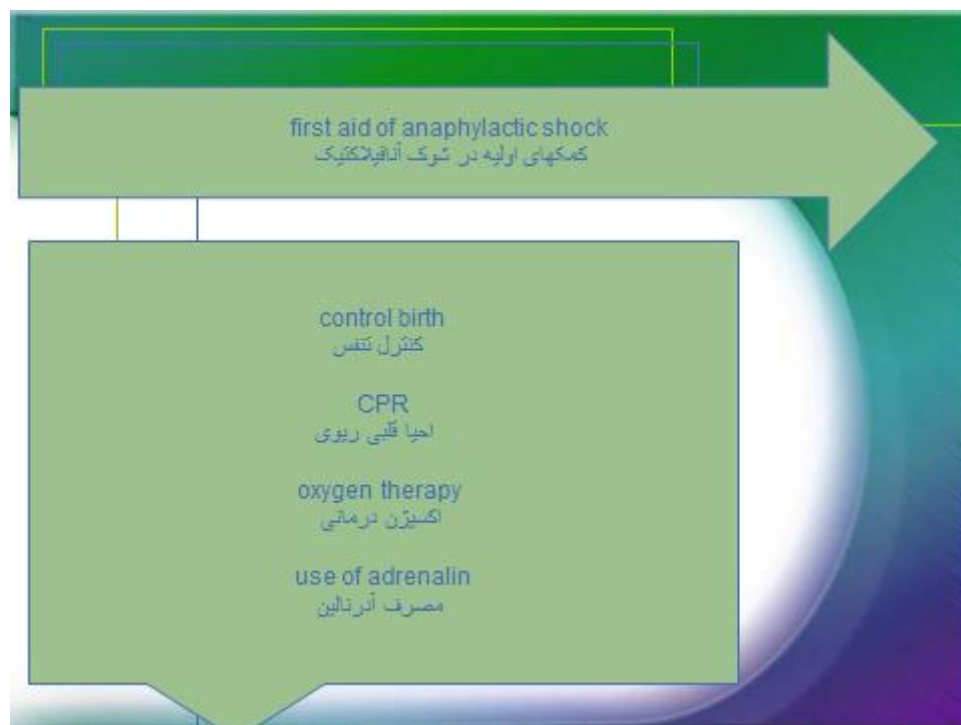 first aid of anaphylactic shock
کمکهای اولیه در شوک آنافیلاکتیک
control birth
کنترل تنفس
CPR
احیا قلبی ریوی
oxygen therapy
اکسیژن درمانی
use of adrenalin
مصرف آدرنالین